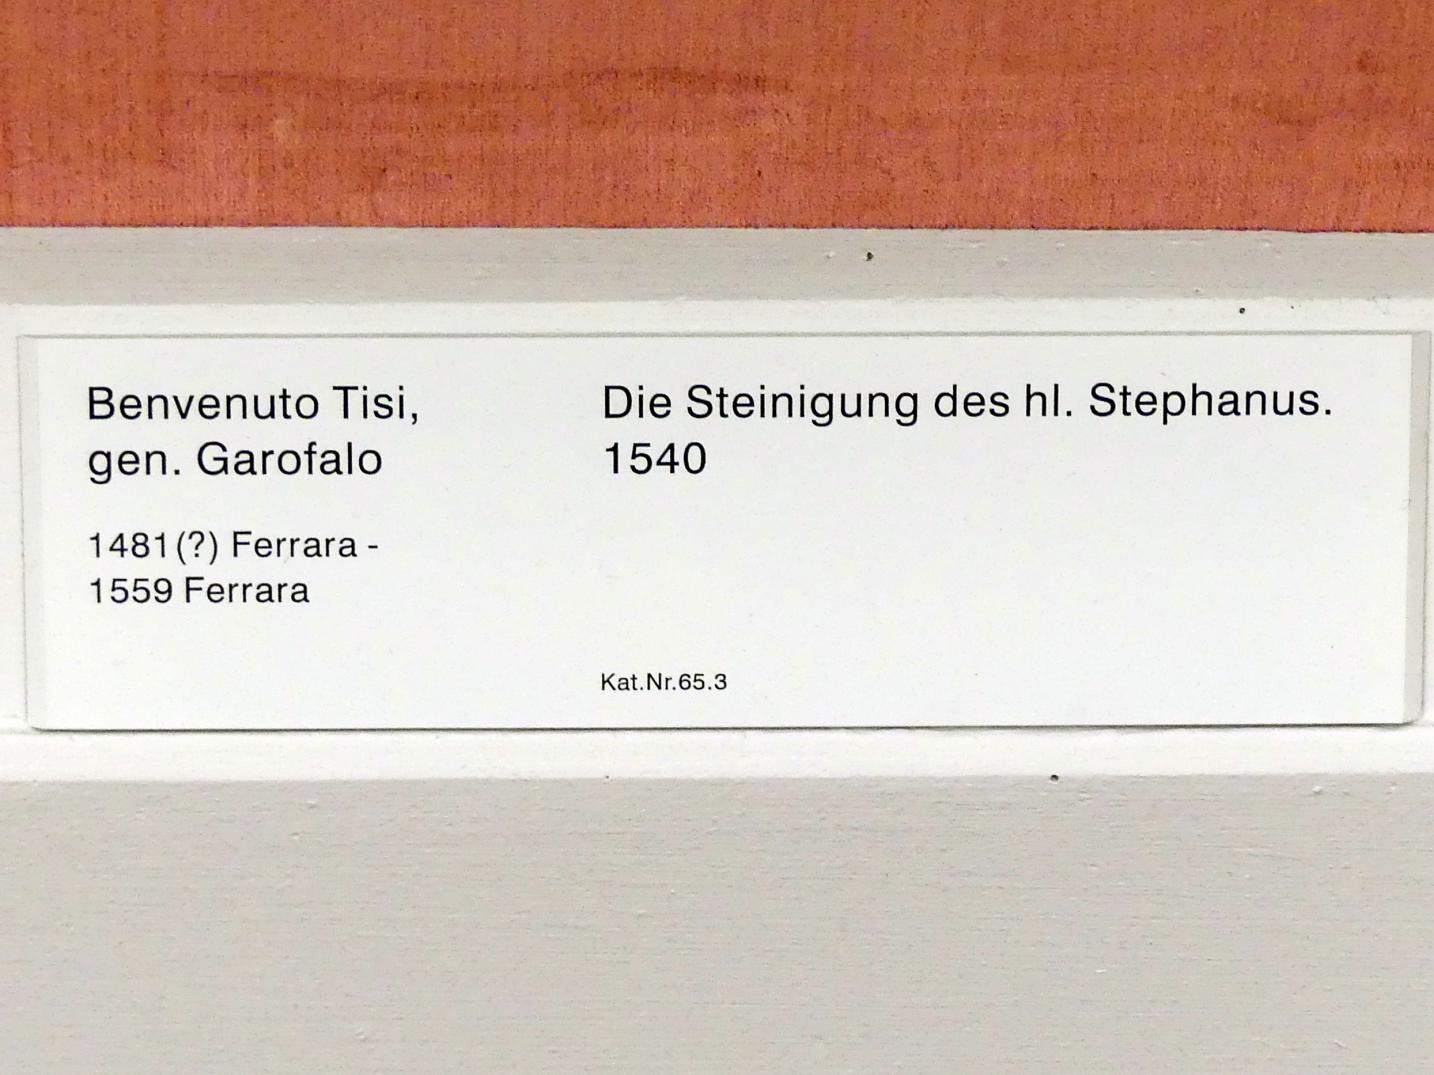 Benvenuto Tisi,
gen. Garofalo
1481(?) Ferrara -
1559 Ferrara
Die Steinigung des hl. Stephanus.
1540
Kat.Nr.65.3